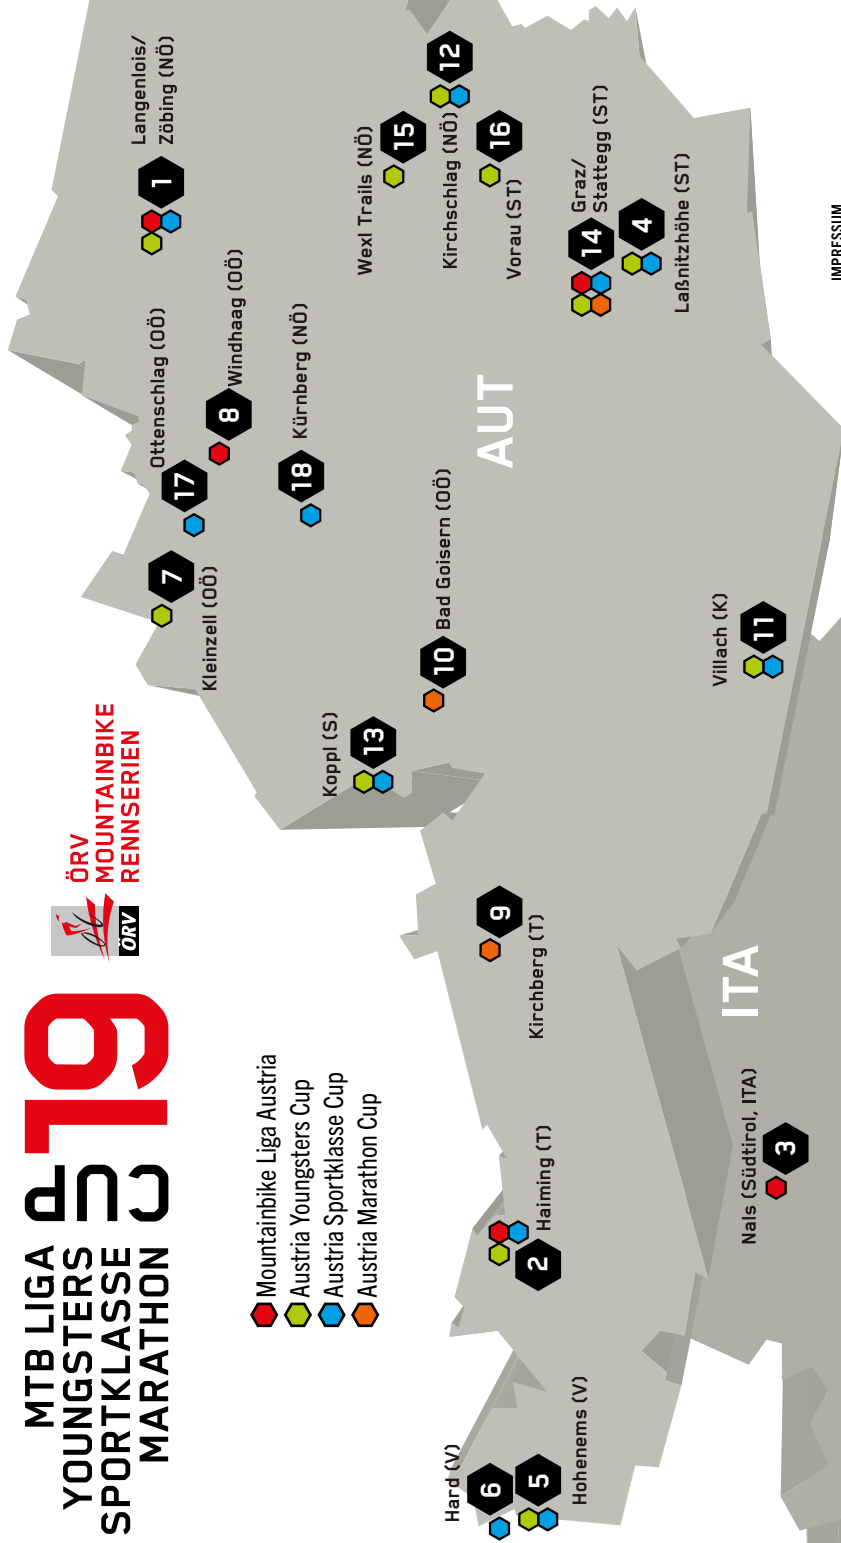 MTB LIGA
YOUNGSTERS
SPORTKLASSE
MARATHON
CUP
19
ÖRV
ÖRV
MOUNTAINBIKE
RENNSERIEN
Mountainbike Liga Austria
Austria Youngsters Cup
Austria Sportklasse Cup
Austria Marathon Cup
Langenlois/
Zöbing (NÖ)
1
Ottenschlag (OÖ)
17
Windhaag (OÖ)
8
7
Kleinzell (OÖ)
Kürnberg (NÖ)
18
Wexl Trails (NÖ)
15
12
Kirchschlag (NÖ)
16
Vorau (ST)
Graz/
Stattegg (ST)
14
4
Laßnitzhöhe (ST)
AUT
Koppl (S)
13
Bad Goisern (OÖ)
10
Villach (K)
11
9
Kirchberg (T)
ITA
Nals (Südtirol, ITA)
3
Haiming (T)
2
Hard (V)
6
5
Hohenems (V)
IMPRESSUM